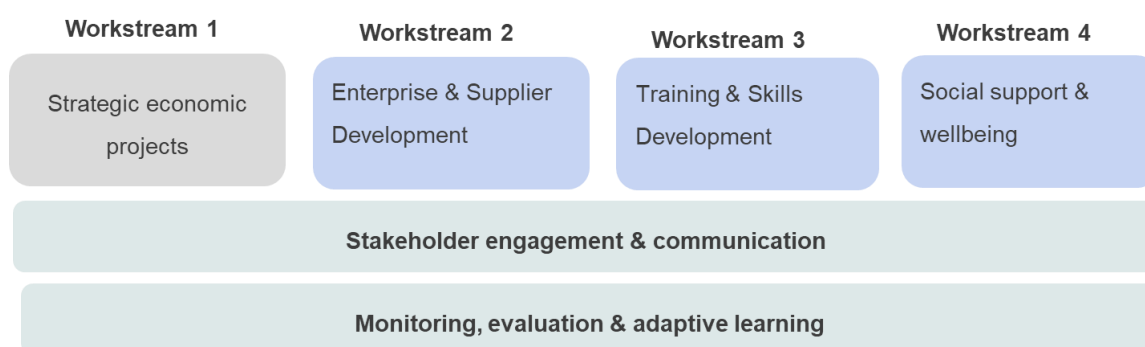 Workstream 1
Workstream 2
Workstream 3
Workstream 4
Strategic economic
projects
Enterprise & Supplier
Development
Training & Skills
Development
Social support &
wellbeing
Stakeholder engagement & communication
Monitoring, evaluation & adaptive learning